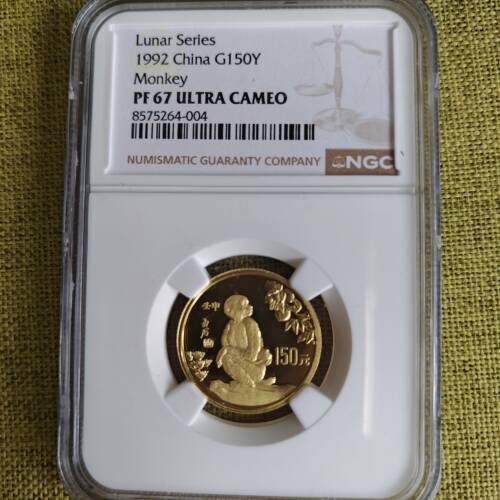 Lunar Series
1992 China G150Y
Monkey
PF 67 ULTRA CAMEO
8575264-004
NUMISMATIC GUARANTY COMPANY
NGC
壬申
150元